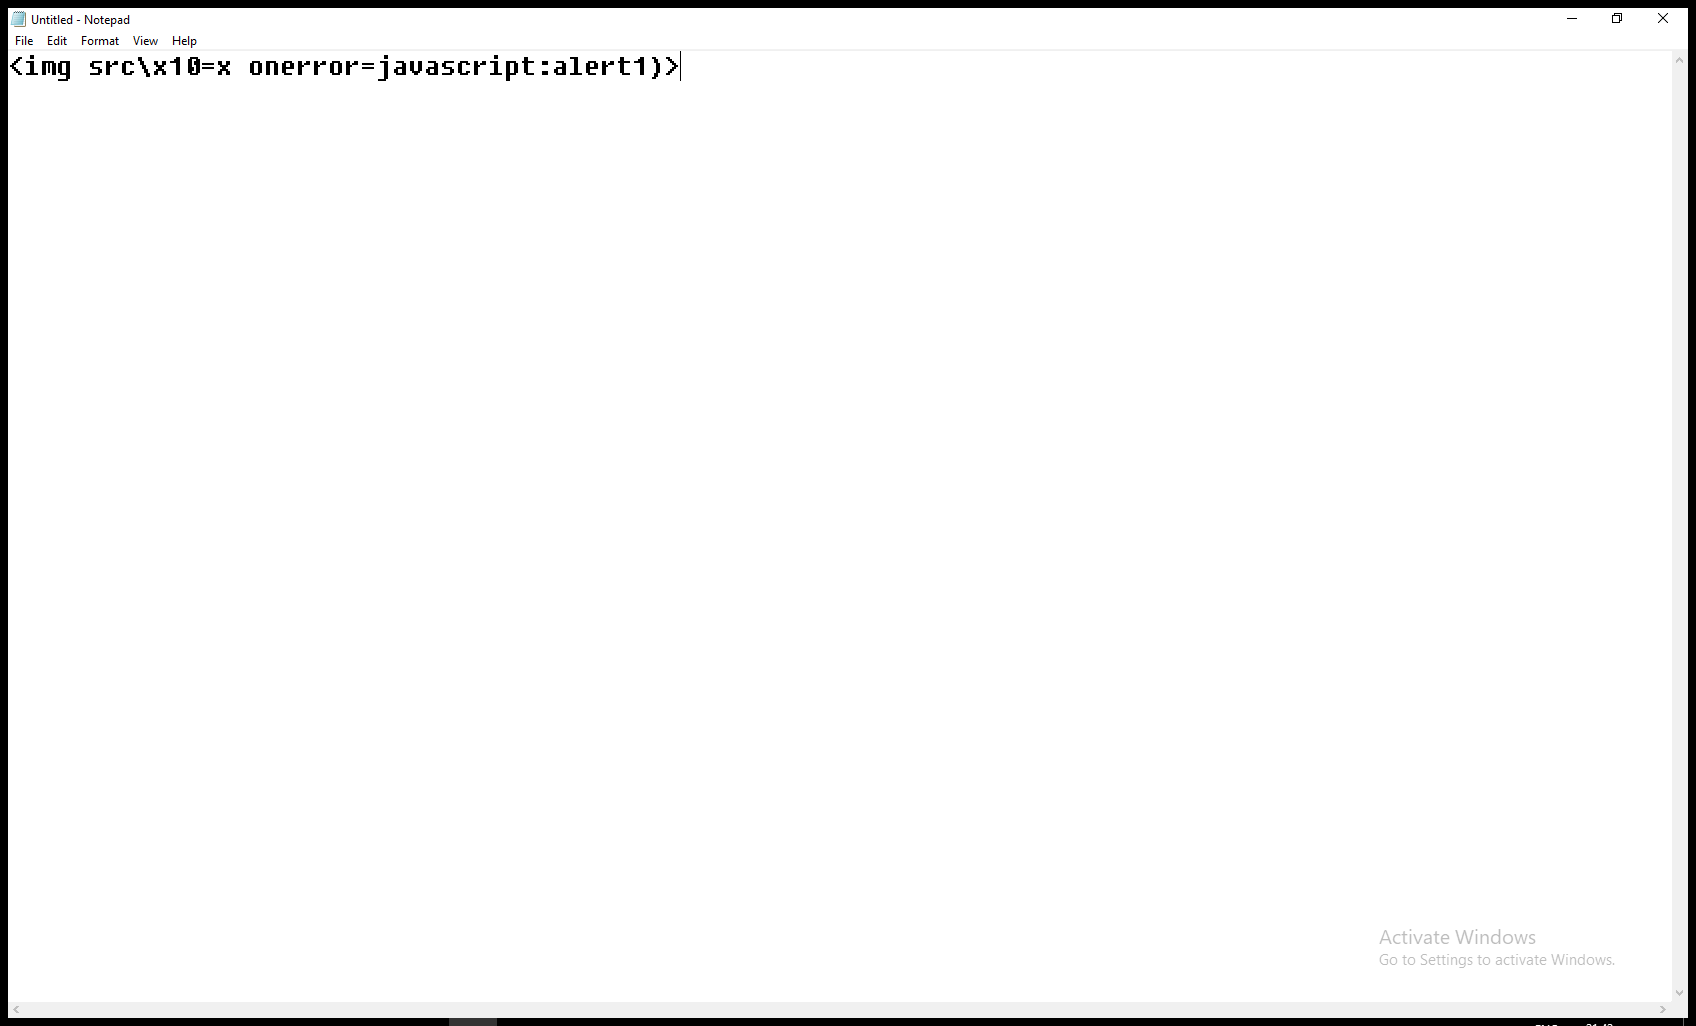 Untitled - Notepad
File Edit Format View Help
<img src\x10=x onerror=javascript:alert1)>
Activate Windows
Go to Settings to activate Windows.